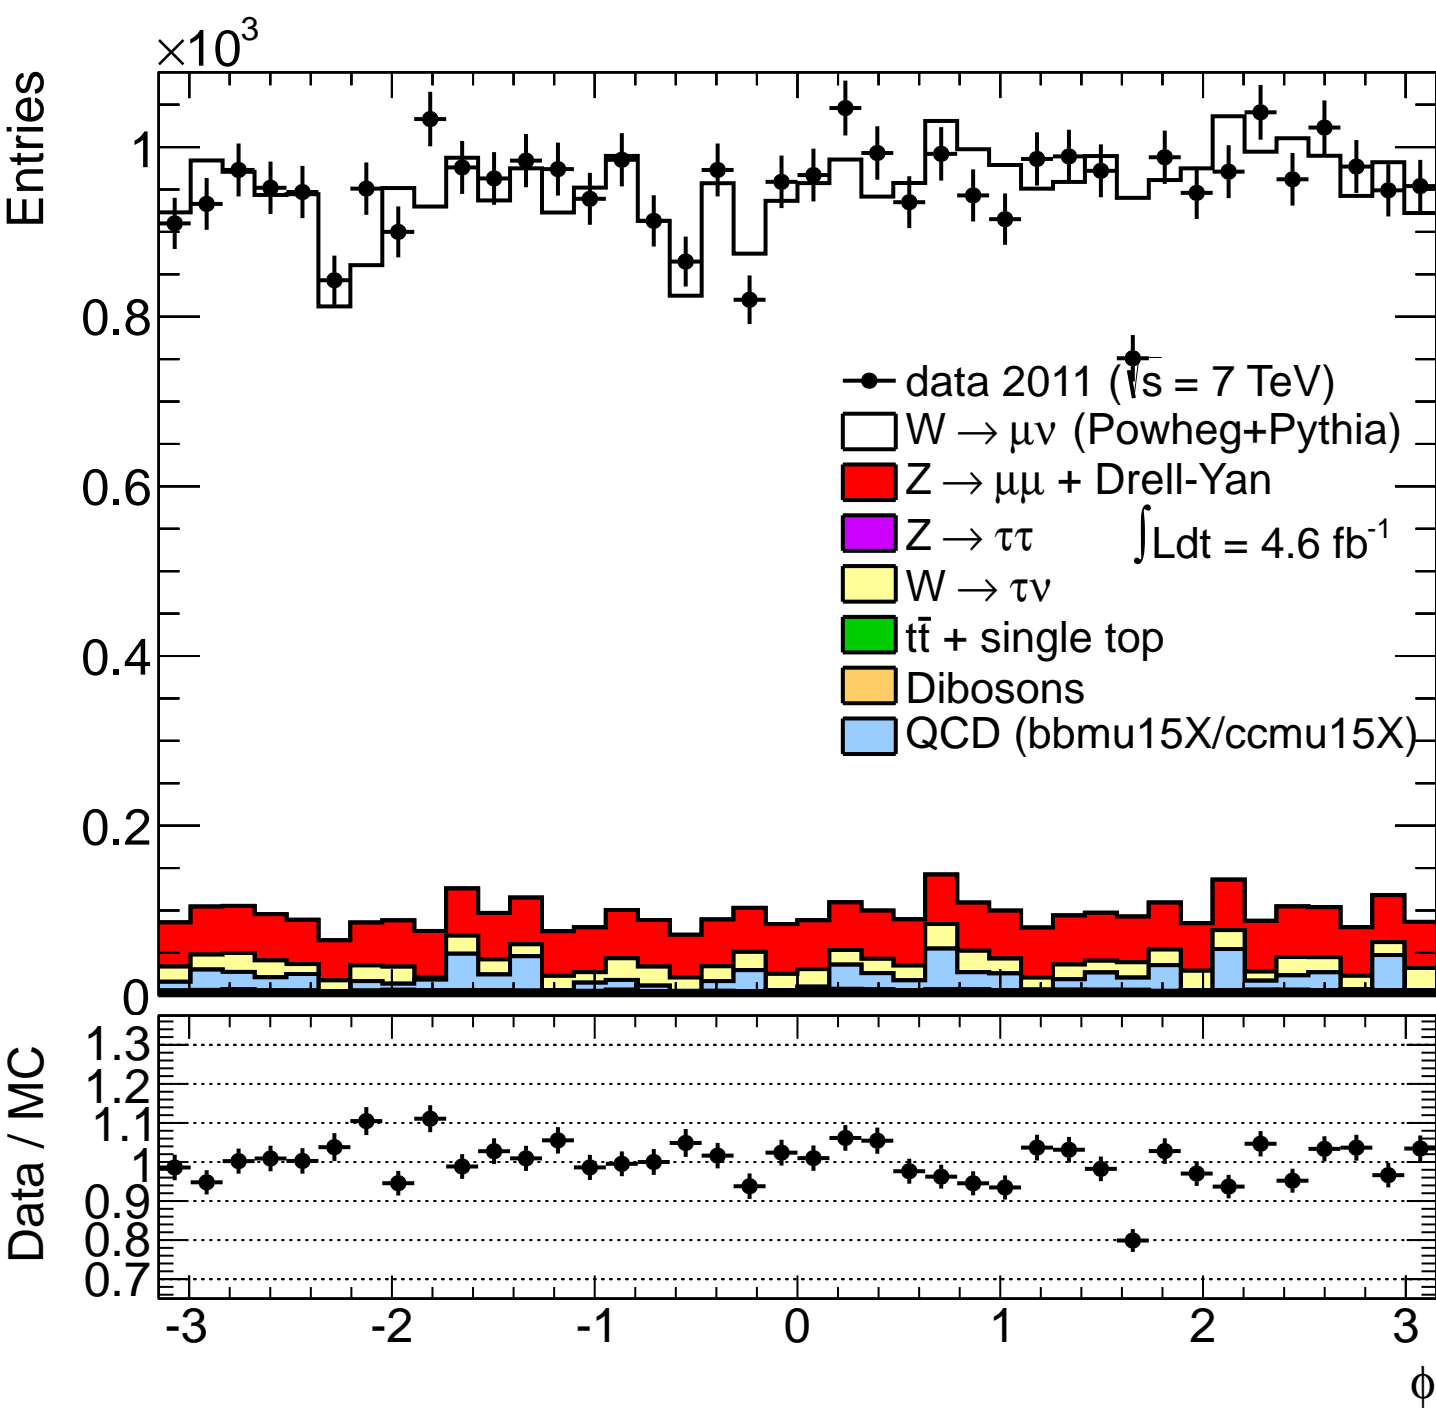 ×10³
Entries
1
0.8
0.6
0.4
0.2
0
data 2011 (√s = 7 TeV)
W → μν (Powheg+Pythia)
Z → μμ + Drell-Yan
Z → ττ
∫Ldt = 4.6 fb⁻¹
W → τν
tt̄ + single top
Dibosons
QCD (bbmu15X/ccmu15X)
Data / MC
1.3
1.2
1.1
1
0.9
0.8
0.7
-3 -2 -1 0 1 2 3
ϕ